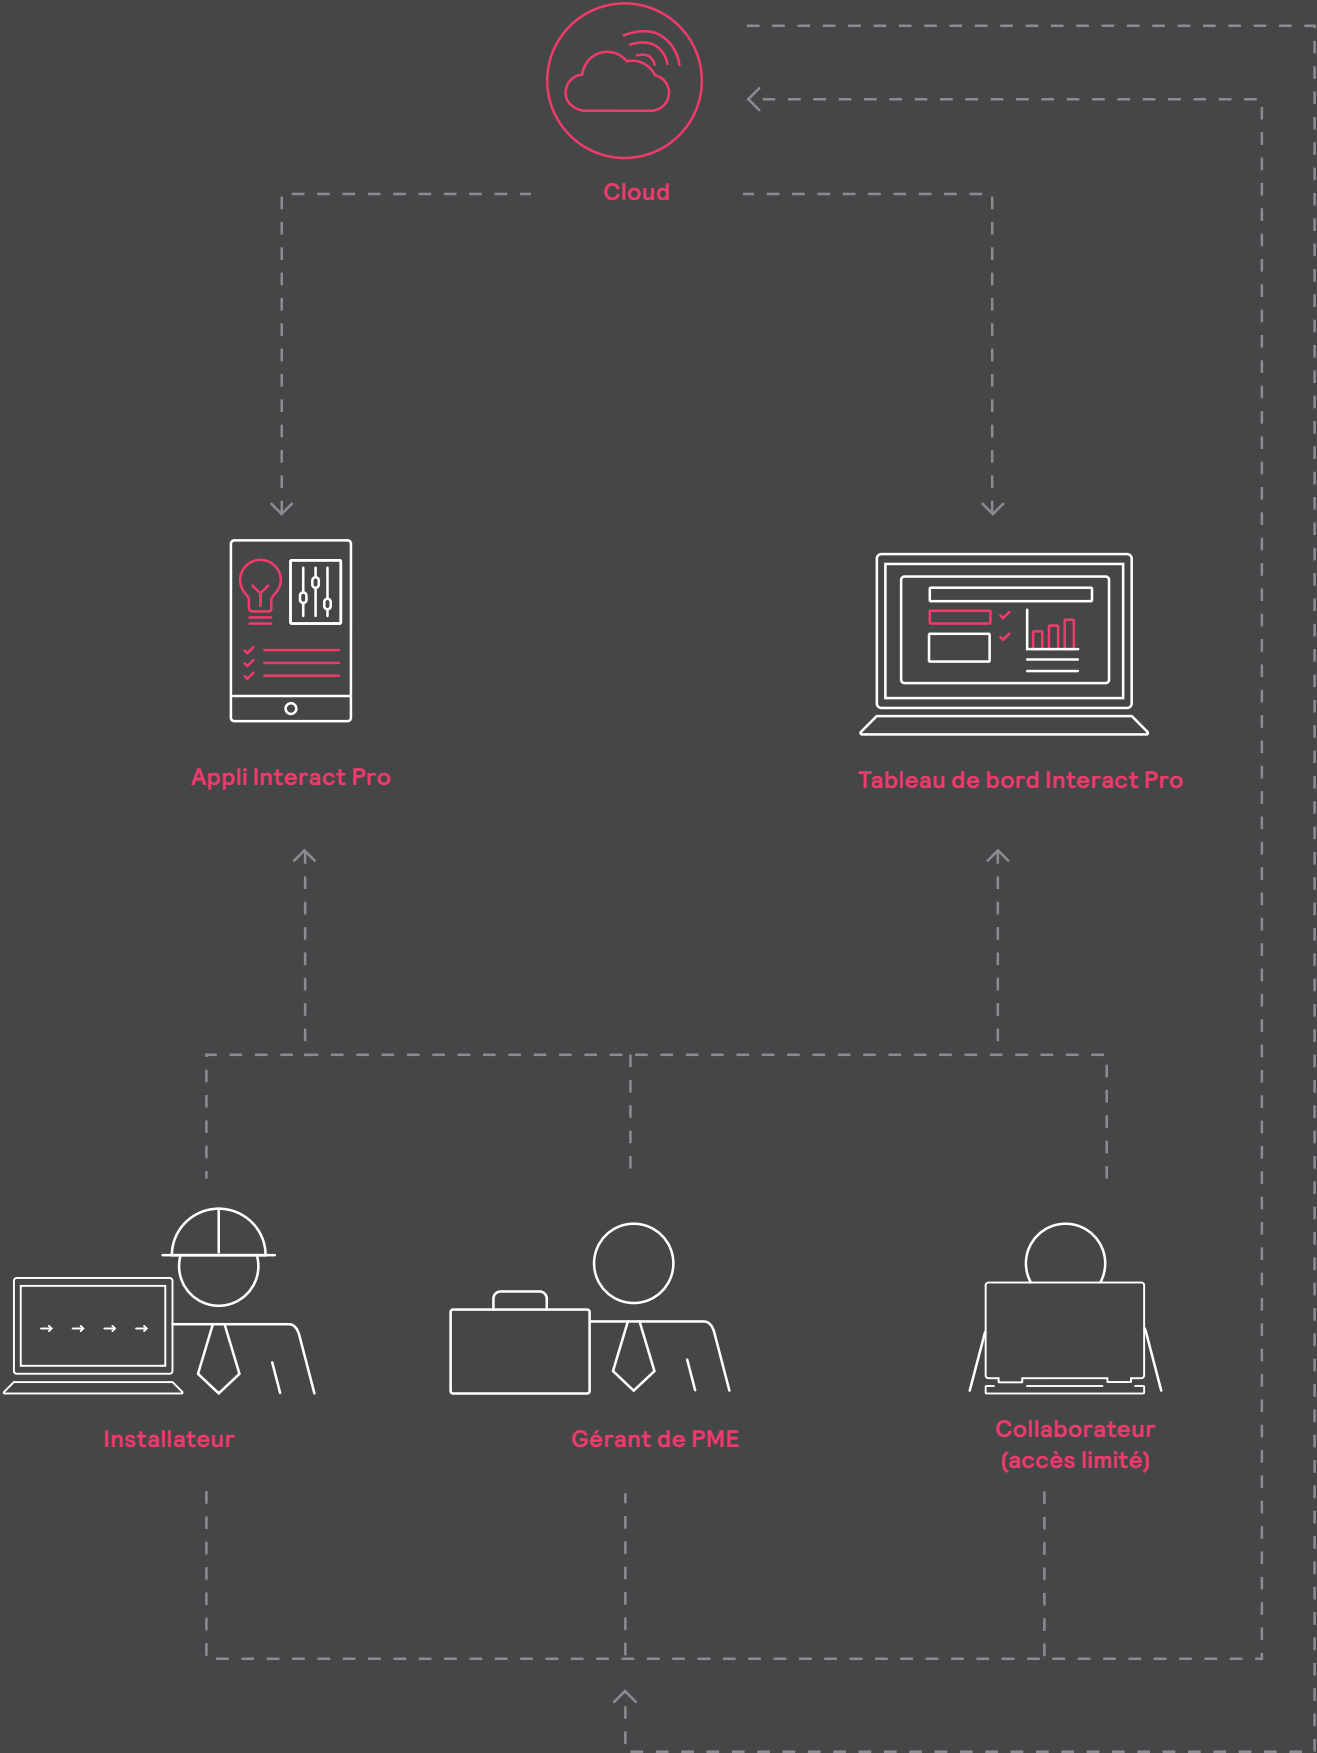 Cloud
Appli Interact Pro
Tableau de bord Interact Pro
Installateur
Gérant de PME
Collaborateur
(accès limité)